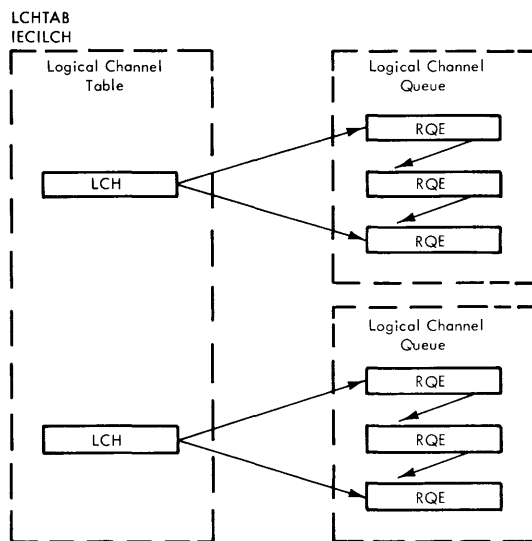 LCHTAB
IECILCH
Logical Channel
Table
LCH
LCH
Logical Channel
Queue
RQE
RQE
RQE
Logical Channel
Queue
RQE
RQE
RQE